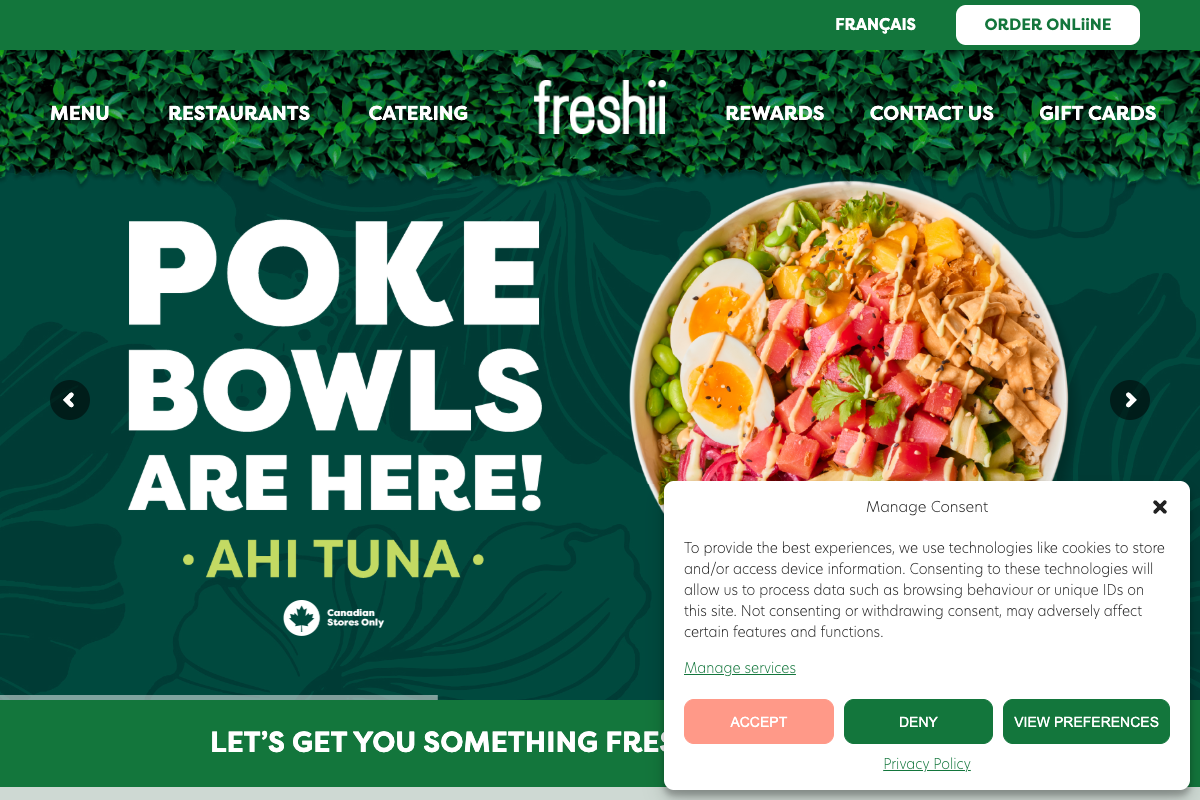 FRANÇAIS
ORDER ONLiiNE
MENU
RESTAURANTS
CATERING
freshii
REWARDS
CONTACT US
GIFT CARDS
POKE
BOWLS
ARE HERE!
• AHI TUNA •
Canadian
Stores Only
LET’S GET YOU SOMETHING
Manage Consent
To provide the best experiences, we use technologies like cookies to store
and/or access device information. Consenting to these technologies will
allow us to process data such as browsing behaviour or unique IDs on
this site. Not consenting or withdrawing consent, may adversely affect
certain features and functions.
Manage services
ACCEPT
DENY
VIEW PREFERENCES
Privacy Policy